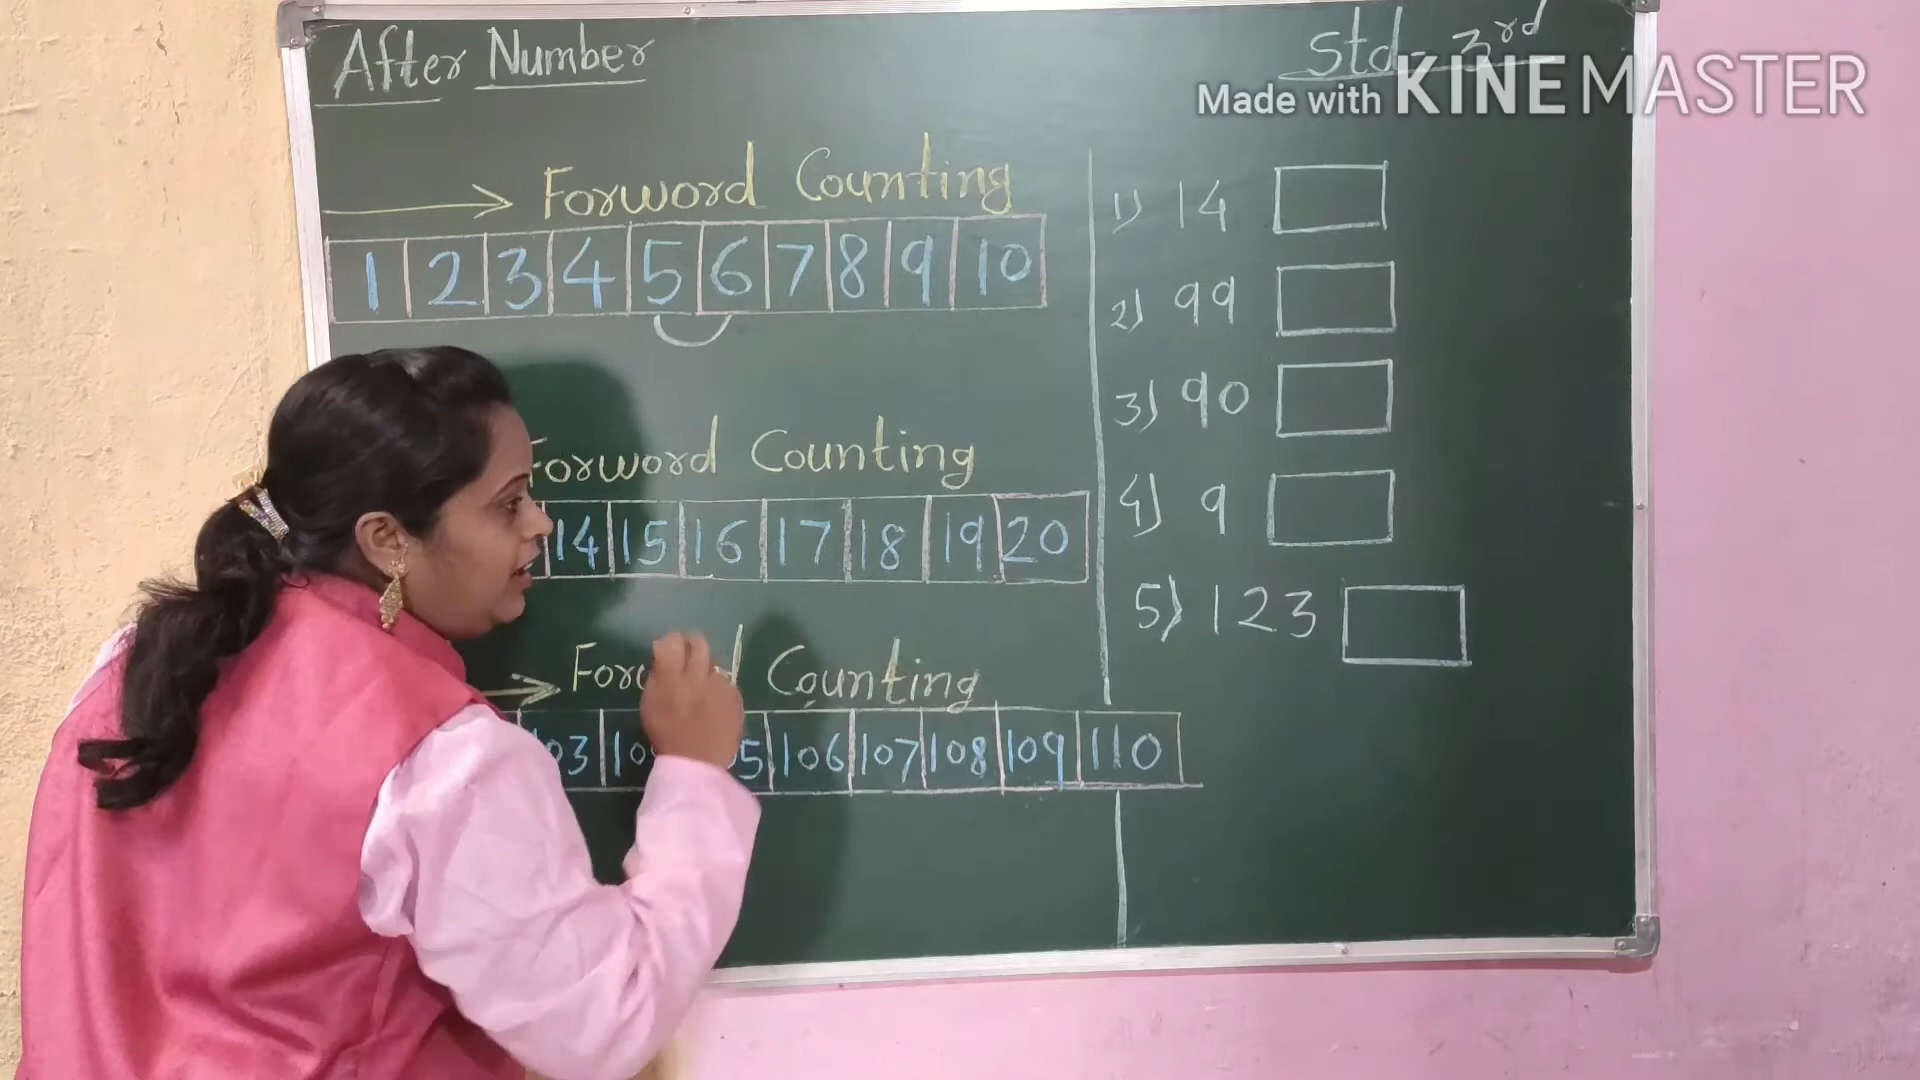 After Number
Std - 3rd
Made with KINEMASTER
Forword Counting
1 2 3 4 5 6 7 8 9 10
Forword Counting
14 15 16 17 18 19 20
Counting
106 107 108 109 110
1) 14
2) 99
3) 90
4) 9
5) 123